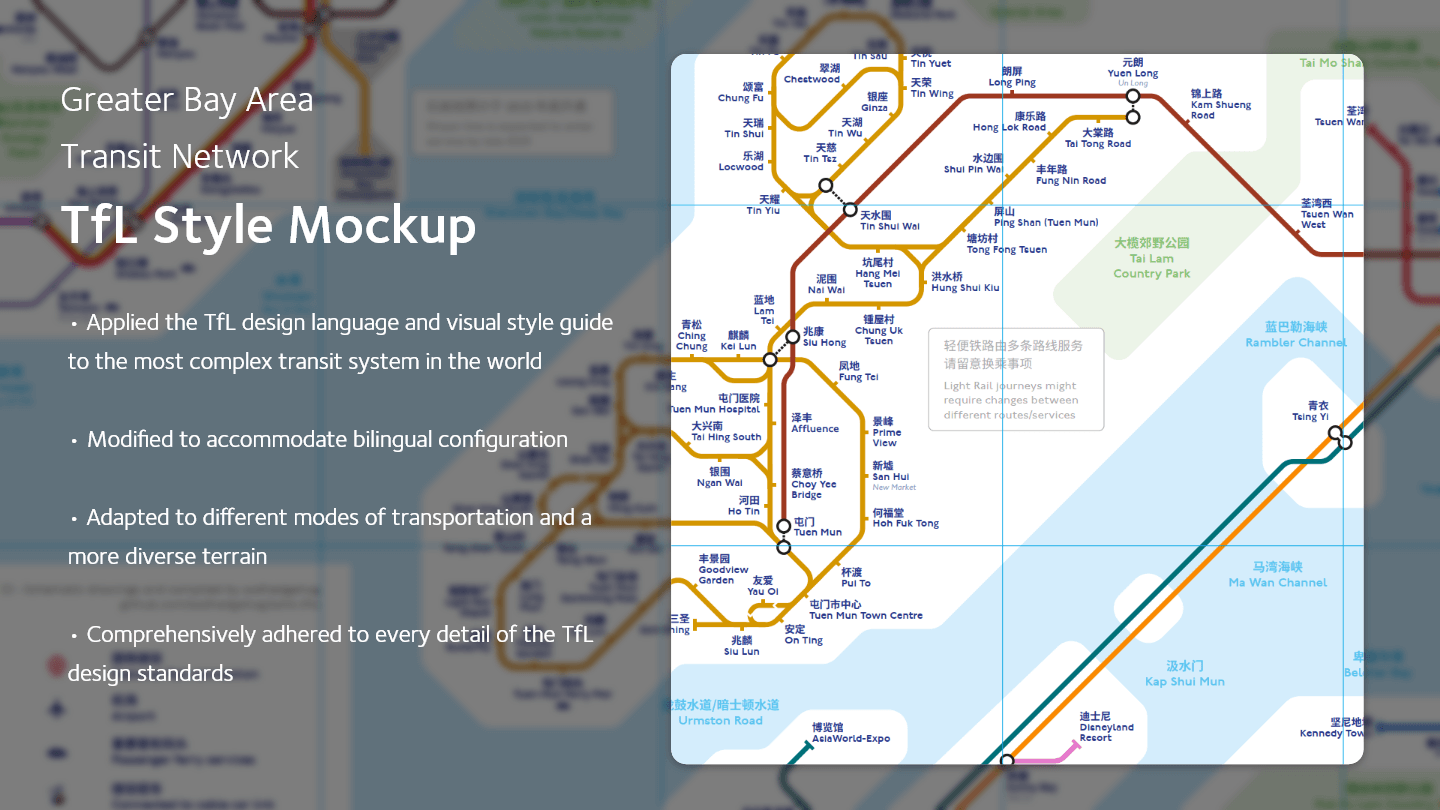 Greater Bay Area
Transit Network
TfL Style Mockup
• Applied the TfL design language and visual style guide
to the most complex transit system in the world
• Modified to accommodate bilingual configuration
• Adapted to different modes of transportation and a
more diverse terrain
• Comprehensively adhered to every detail of the TfL
design standards
Tin Sau
Tin Yuet
翠湖
Chestwood
天荣
Tin Wing
颂富
Chung Fu
银座
Ginza
天瑞
Tin Shui
天湖
Tin Wu
乐湖
Locwood
天慈
Tin Tsz
天耀
Tin Yiu
天水围
Tin Shui Wai
朗屏
Long Ping
元朗
Yuen Long
Un Long
康乐路
Hong Lok Road
大棠路
Tai Tong Road
锦上路
Kam Shueng
Road
水边围
Shui Pin Wai
丰年路
Fung Nin Road
屏山
Ping Shan (Tuen Mun)
塘坊村
Tong Fong Tsuen
荃湾西
Tsuen Wan
West
大榄郊野公园
Tai Lam
Country Park
坑尾村
Hang Mei
Tsuen
洪水桥
Hung Shui Kiu
泥围
Nai Wai
蓝地
Lam
Tei
钟屋村
Chung Uk
Tsuen
青松
Ching
Chung
麒麟
Kei Lun
兆康
Siu Hong
凤地
Fung Tei
蓝巴勒海峡
Rambler Channel
轻便铁路由多条路线服务
请留意换乘事项
Light Rail journeys might
require changes between
different routes/services
屯门医院
Tuen Mun Hospital
大兴南
Tai Hing South
泽丰
Affluence
景峰
Prime
View
青衣
Tsing Yi
银围
Ngan Wai
蔡意桥
Choy Yee
Bridge
新墟
San Hui
New Market
河田
Ho Tin
屯门
Tuen Mun
何福堂
Hoh Fuk Tong
丰景园
Goodview
Garden
友爱
Yau Oi
杯渡
Pui To
马湾海峡
Ma Wan Channel
三圣
屯门市中心
Tuen Mun Town Centre
安定
On Ting
兆麟
Siu Lun
汲水门
Kap Shui Mun
龙鼓水道/暗士顿水道
Urmston Road
博览馆
AsiaWorld-Expo
迪士尼
Disneyland
Resort
坚尼地城
Kennedy Town